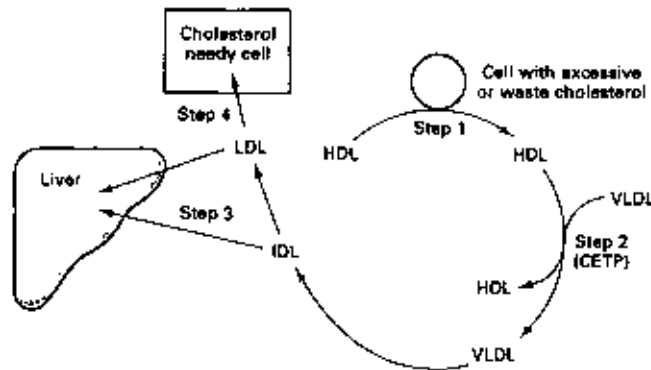 Cholesterol
needy cell
Cell with excessive
or waste cholesterol
Step 4
Step 1
LDL
HDL
HDL
Liver
VLDL
Step 3
Step 2
(CETP)
IDL
HDL
VLDL